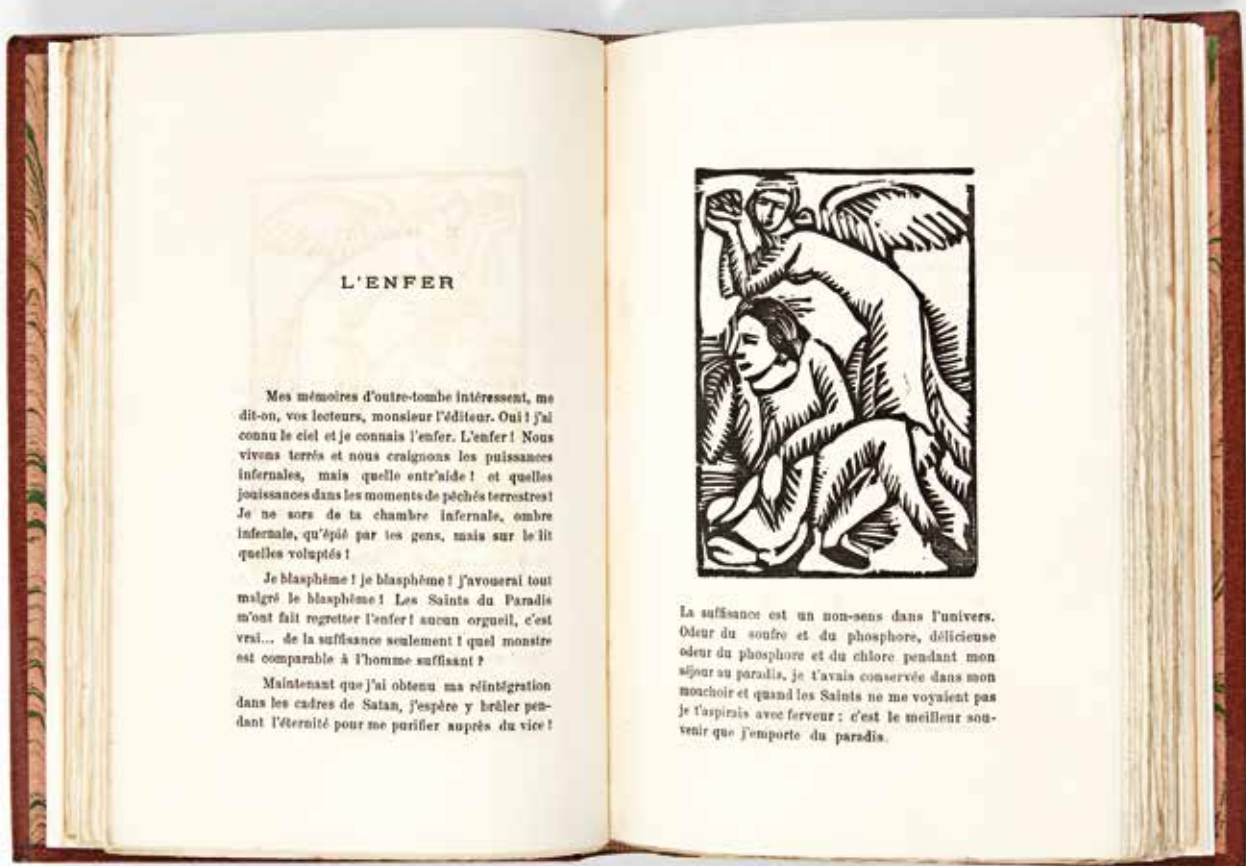 L'ENFER
Mes mémoires d'outre-tombe intéressent, me
dit-on, vos lecteurs, monsieur l'éditeur. Oui ! j'ai
connu le ciel et je connais l'enfer. L'enfer ! Nous
vivons terrés et nous craignons les puissances
infernales, mais quelle entr'aide ! et quelles
jouissances dans les moments de péchés terrestres !
Je ne sors de ta chambre infernale, ombre
infernale, qu'épié par tes gens, mais sur le lit
quelles voluptés !
Je blasphème ! je blasphème ! j'avouerai tout
malgré le blasphème ! Les Saints du Paradis
m'ont fait regretter l'enfer ! aucun orgueil, c'est
vrai... de la suffisance seulement ! quel monstre
est comparable à l'homme suffisant ?
Maintenant que j'ai obtenu ma réintégration
dans les cadres de Satan, j'espère y brûler pen-
dant l'éternité pour me purifier auprès du vice !
La suffisance est un non-sens dans l'univers.
Odeur du soufre et du phosphore, délicieuse
odeur du phosphore et du chlore pendant mon
séjour au paradis, je t'avais conservée dans mon
mouchoir et quand les Saints ne me voyaient pas
je t'aspirais avec ferveur : c'est le meilleur sou-
venir que j'emporte du paradis.